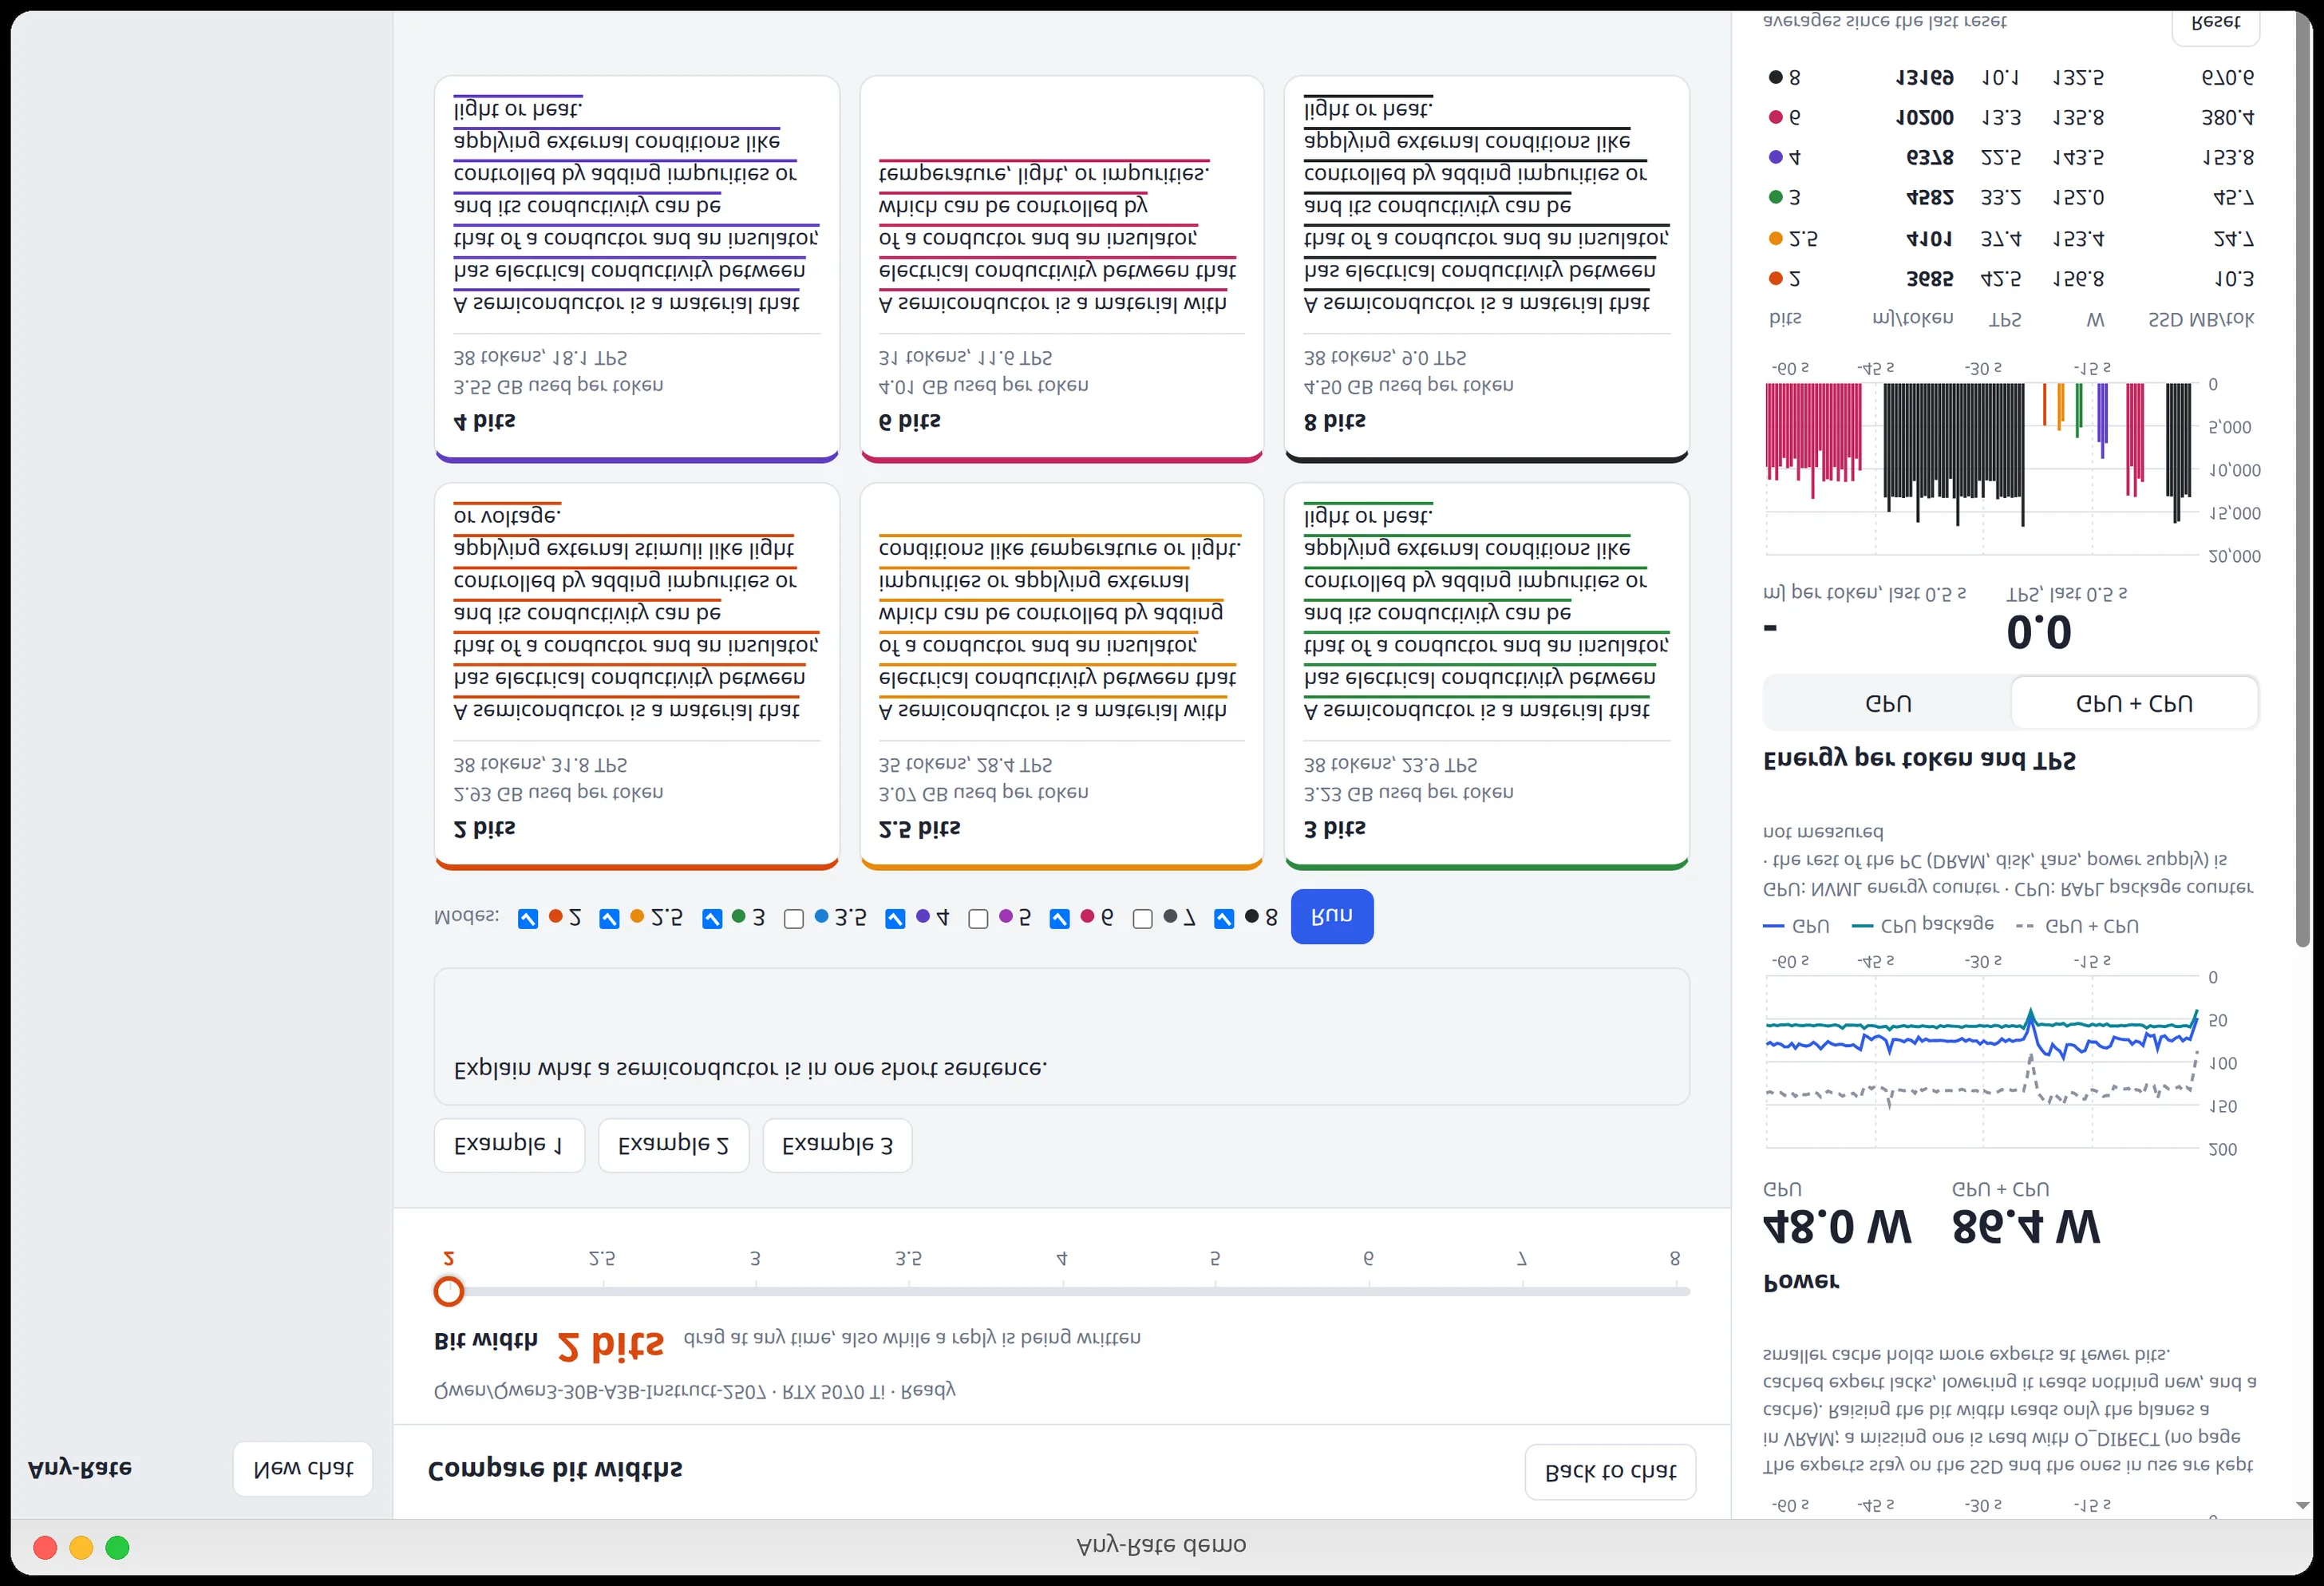 Any-Rate demo
Any-Rate
New chat
Compare bit widths
Back to chat
Qwen/Qwen3-30B-A3B-Instruct-2507 · RTX 5070 Ti · Ready
Bit width 2 bits drag at any time, also while a reply is being written
2 2.5 3 3.5 4 5 6 7 8
Example 1 Example 2 Example 3
Explain what a semiconductor is in one short sentence.
Modes: 2 2.5 3 3.5 4 5 6 7 8 Run
2 bits
2.93 GB used per token
38 tokens, 31.8 TPS
A semiconductor is a material that
has electrical conductivity between
that of a conductor and an insulator,
and its conductivity can be
controlled by adding impurities or
applying external stimuli like light
or voltage.
2.5 bits
3.07 GB used per token
35 tokens, 28.4 TPS
A semiconductor is a material with
electrical conductivity between that
of a conductor and an insulator,
which can be controlled by adding
impurities or applying external
conditions like temperature or light.
3 bits
3.23 GB used per token
38 tokens, 23.9 TPS
A semiconductor is a material that
has electrical conductivity between
that of a conductor and an insulator,
and its conductivity can be
controlled by adding impurities or
applying external conditions like
light or heat.
4 bits
3.55 GB used per token
38 tokens, 18.1 TPS
A semiconductor is a material that
has electrical conductivity between
that of a conductor and an insulator,
and its conductivity can be
controlled by adding impurities or
applying external conditions like
light or heat.
6 bits
4.01 GB used per token
31 tokens, 11.6 TPS
A semiconductor is a material with
electrical conductivity between that
of a conductor and an insulator,
which can be controlled by
temperature, light, or impurities.
8 bits
4.50 GB used per token
38 tokens, 9.0 TPS
A semiconductor is a material that
has electrical conductivity between
that of a conductor and an insulator,
and its conductivity can be
controlled by adding impurities or
applying external conditions like
light or heat.
-60 s -45 s -30 s -15 s
The experts stay on the SSD and the ones in use are kept
in VRAM; a missing one is read with O_DIRECT (no page
cache). Raising the bit width reads only the planes a
cached expert lacks, lowering it reads nothing new, and a
smaller cache holds more experts at fewer bits.
Power
48.0 W 86.4 W
GPU GPU + CPU
200
150
100
50
0
-60 s -45 s -30 s -15 s
GPU CPU package GPU + CPU
GPU: NVML energy counter · CPU: RAPL package counter
· the rest of the PC (DRAM, disk, fans, power supply) is
not measured
Energy per token and TPS
GPU GPU + CPU
- 0.0
mJ per token, last 0.5 s TPS, last 0.5 s
20,000
15,000
10,000
5,000
0
-60 s -45 s -30 s -15 s
bits mJ/token TPS W SSD MB/tok
2 3685 42.5 156.8 10.3
2.5 4101 37.4 153.4 24.7
3 4582 33.2 152.0 45.7
4 6378 22.5 143.5 153.8
6 10200 13.3 135.8 380.4
8 13169 10.1 132.5 670.6
averages since the last reset Reset